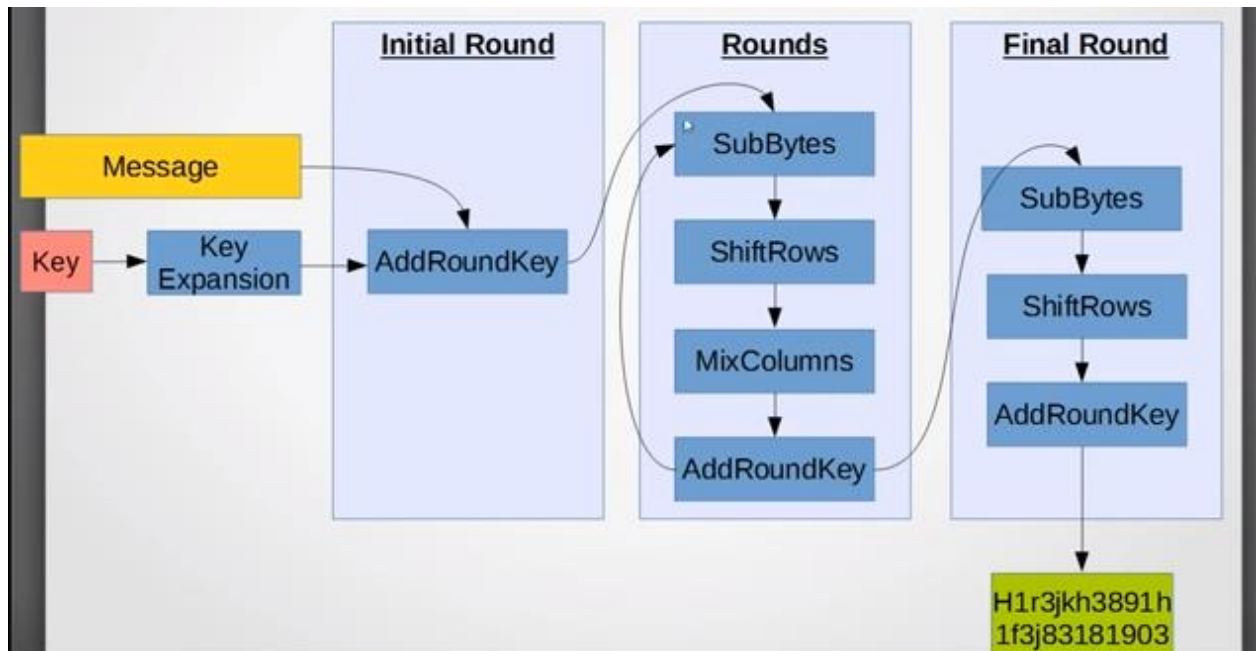 Initial Round
Rounds
Final Round
Message
Key
Key
Expansion
AddRoundKey
SubBytes
ShiftRows
MixColumns
AddRoundKey
SubBytes
ShiftRows
AddRoundKey
H1r3jkh3891h
1f3j83181903